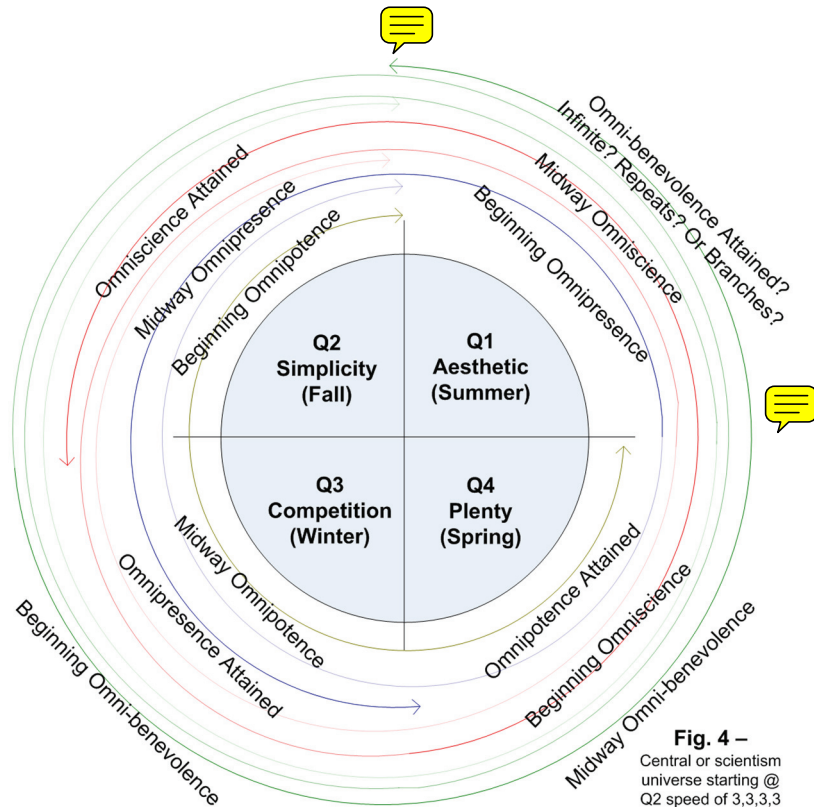 Omni-benevolence Attained?
Infinite? Repeats? Or Branches?
Omniscience Attained
Midway Omniscience
Midway Omnipresence
Beginning Omnipresence
Beginning Omnipotence
Q2
Simplicity
(Fall)
Q1
Aesthetic
(Summer)
Q3
Competition
(Winter)
Q4
Plenty
(Spring)
Midway Omnipotence
Omnipotence Attained
Omnipresence Attained
Beginning Omniscience
Beginning Omni-benevolence
Midway Omni-benevolence
Fig. 4 –
Central or scientism
universe starting @
Q2 speed of 3,3,3,3